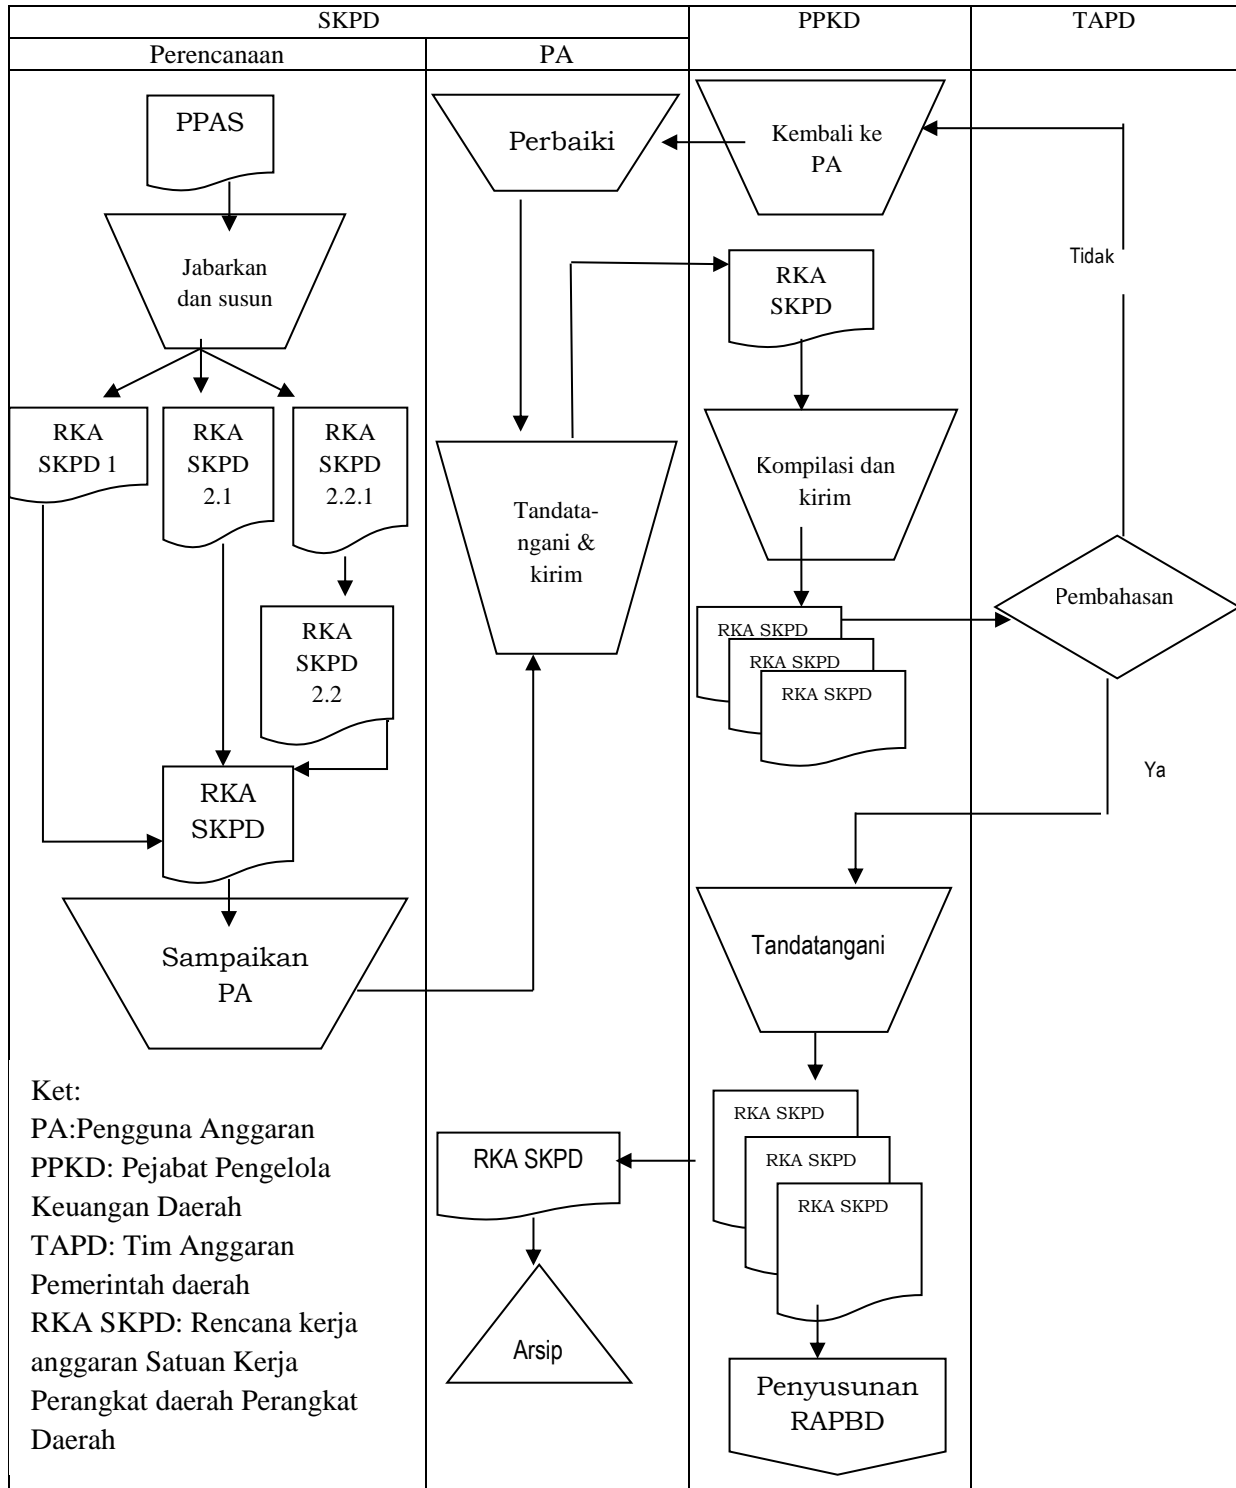 SKPD
PPKD
TAPD
Perencanaan
PA
PPAS
Jabarkan
dan susun
RKA
SKPD 1
RKA
SKPD
2.1
RKA
SKPD
2.2.1
RKA
SKPD
2.2
RKA
SKPD
Sampaikan
PA
Perbaiki
Tandata-
ngani &
kirim
Kembali ke
PA
RKA
SKPD
Kompilasi dan
kirim
RKA SKPD
RKA SKPD
RKA SKPD
Tidak
Pembahasan
Ya
Tandatangani
RKA SKPD
RKA SKPD
RKA SKPD
RKA SKPD
Arsip
Penyusunan
RAPBD
Ket:
PA:Pengguna Anggaran
PPKD: Pejabat Pengelola
Keuangan Daerah
TAPD: Tim Anggaran
Pemerintah daerah
RKA SKPD: Rencana kerja
anggaran Satuan Kerja
Perangkat daerah Perangkat
Daerah